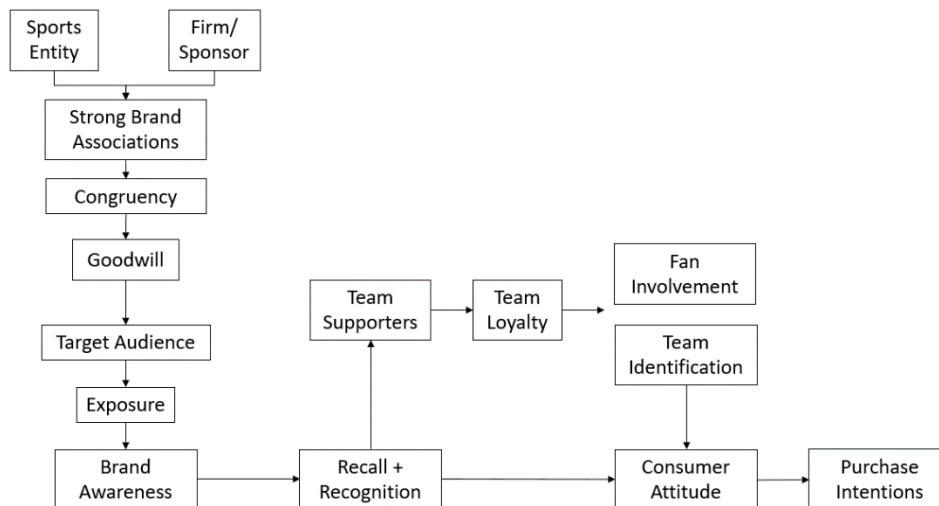 Sports
Entity
Firm/
Sponsor
Strong Brand
Associations
Congruency
Goodwill
Target Audience
Exposure
Brand
Awareness
Recall +
Recognition
Team
Supporters
Team
Loyalty
Fan
Involvement
Team
Identification
Consumer
Attitude
Purchase
Intentions